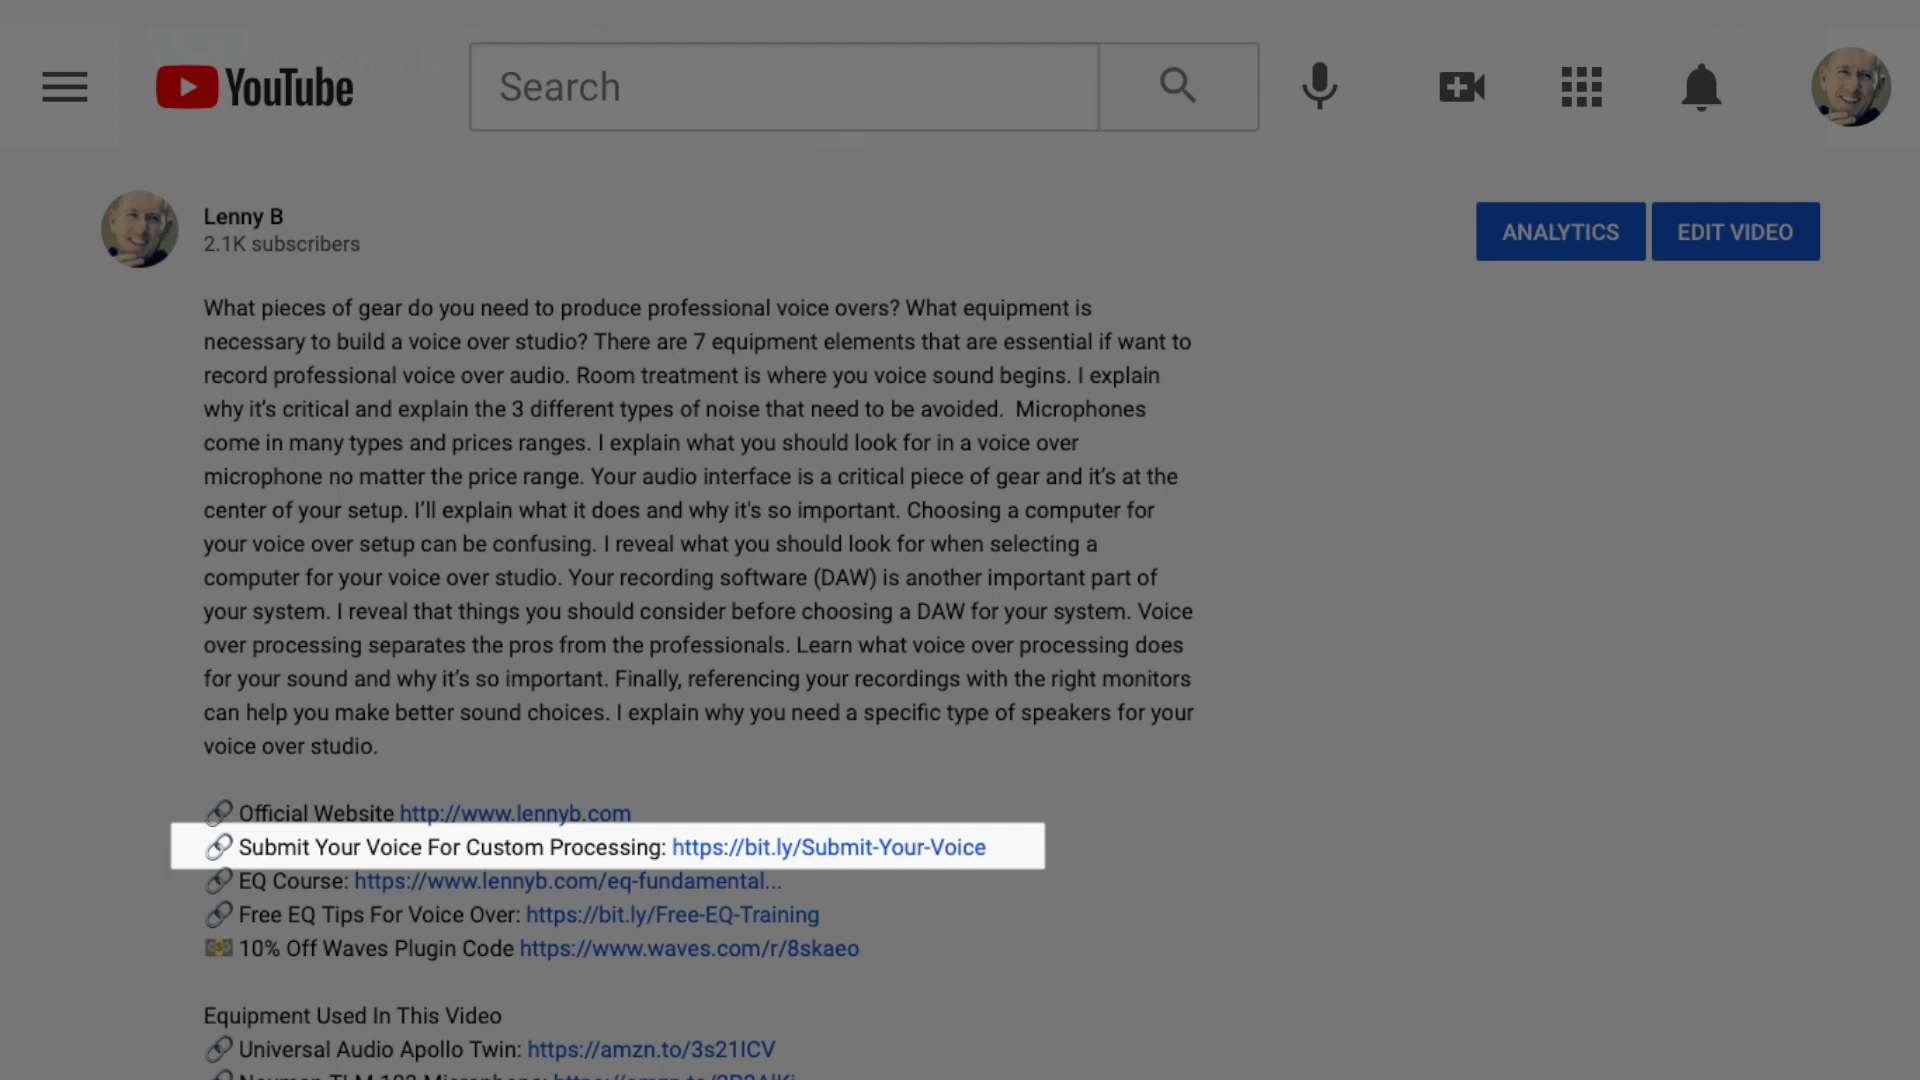 YouTube
Search
Lenny B
2.1K subscribers
ANALYTICS
EDIT VIDEO
What pieces of gear do you need to produce professional voice overs? What equipment is
necessary to build a voice over studio? There are 7 equipment elements that are essential if want to
record professional voice over audio. Room treatment is where you voice sound begins. I explain
why it’s critical and explain the 3 different types of noise that need to be avoided.  Microphones
come in many types and prices ranges. I explain what you should look for in a voice over
microphone no matter the price range. Your audio interface is a critical piece of gear and it’s at the
center of your setup. I’ll explain what it does and why it's so important. Choosing a computer for
your voice over setup can be confusing. I reveal what you should look for when selecting a
computer for your voice over studio. Your recording software (DAW) is another important part of
your system. I reveal that things you should consider before choosing a DAW for your system. Voice
over processing separates the pros from the professionals. Learn what voice over processing does
for your sound and why it’s so important. Finally, referencing your recordings with the right monitors
can help you make better sound choices. I explain why you need a specific type of speakers for your
voice over studio.
Official Website http://www.lennyb.com
Submit Your Voice For Custom Processing: https://bit.ly/Submit-Your-Voice
EQ Course: https://www.lennyb.com/eq-fundamental...
Free EQ Tips For Voice Over: https://bit.ly/Free-EQ-Training
10% Off Waves Plugin Code https://www.waves.com/r/8skaeo
Equipment Used In This Video
Universal Audio Apollo Twin: https://amzn.to/3s21ICV